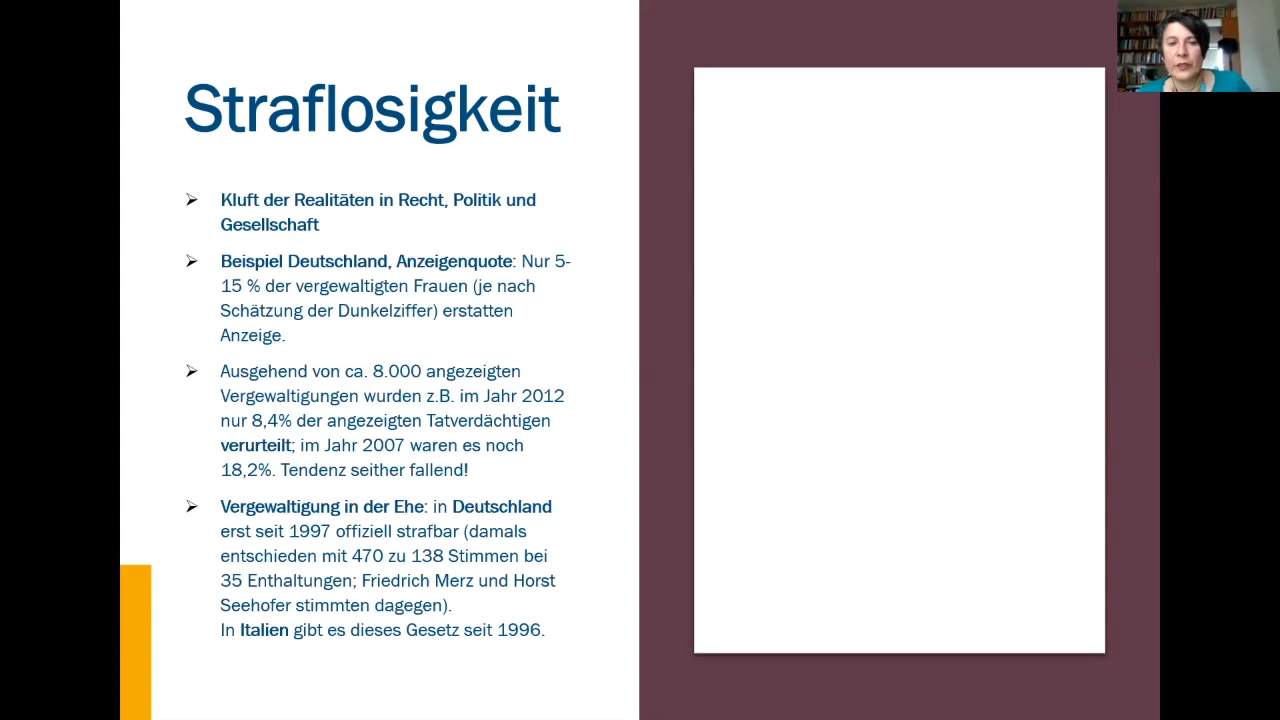 Straflosigkeit
➢ Kluft der Realitäten in Recht, Politik und
Gesellschaft
➢ Beispiel Deutschland, Anzeigenquote: Nur 5-
15 % der vergewaltigten Frauen (je nach
Schätzung der Dunkelziffer) erstatten
Anzeige.
➢ Ausgehend von ca. 8.000 angezeigten
Vergewaltigungen wurden z.B. im Jahr 2012
nur 8,4% der angezeigten Tatverdächtigen
verurteilt; im Jahr 2007 waren es noch
18,2%. Tendenz seither fallend!
➢ Vergewaltigung in der Ehe: in Deutschland
erst seit 1997 offiziell strafbar (damals
entschieden mit 470 zu 138 Stimmen bei
35 Enthaltungen; Friedrich Merz und Horst
Seehofer stimmten dagegen).
In Italien gibt es dieses Gesetz seit 1996.